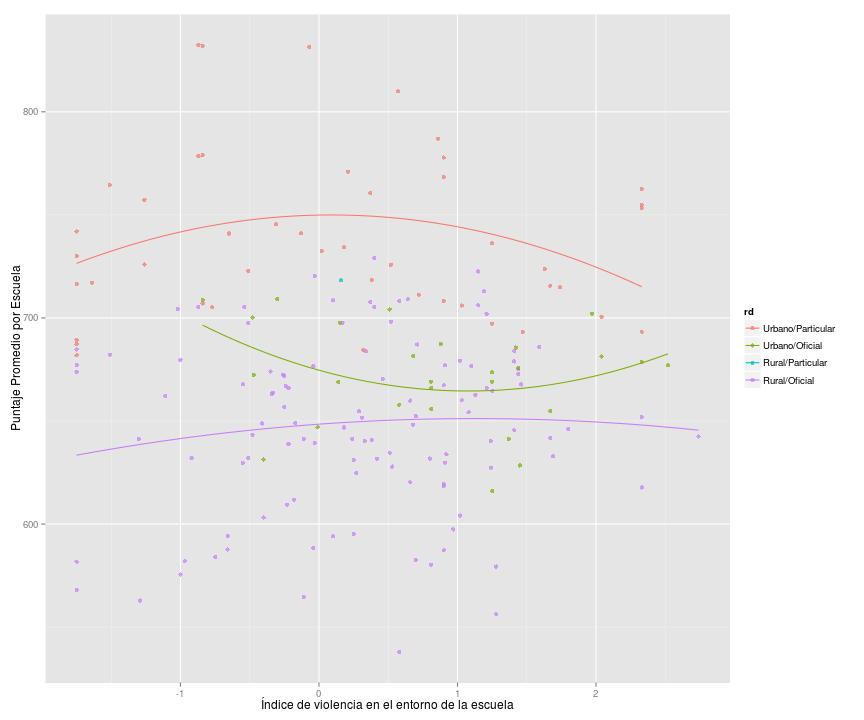 Puntaje Promedio por Escuela
800
700
600
-1
0
1
2
Índice de violencia en el entorno de la escuela
rd
Urbano/Particular
Urbano/Oficial
Rural/Particular
Rural/Oficial